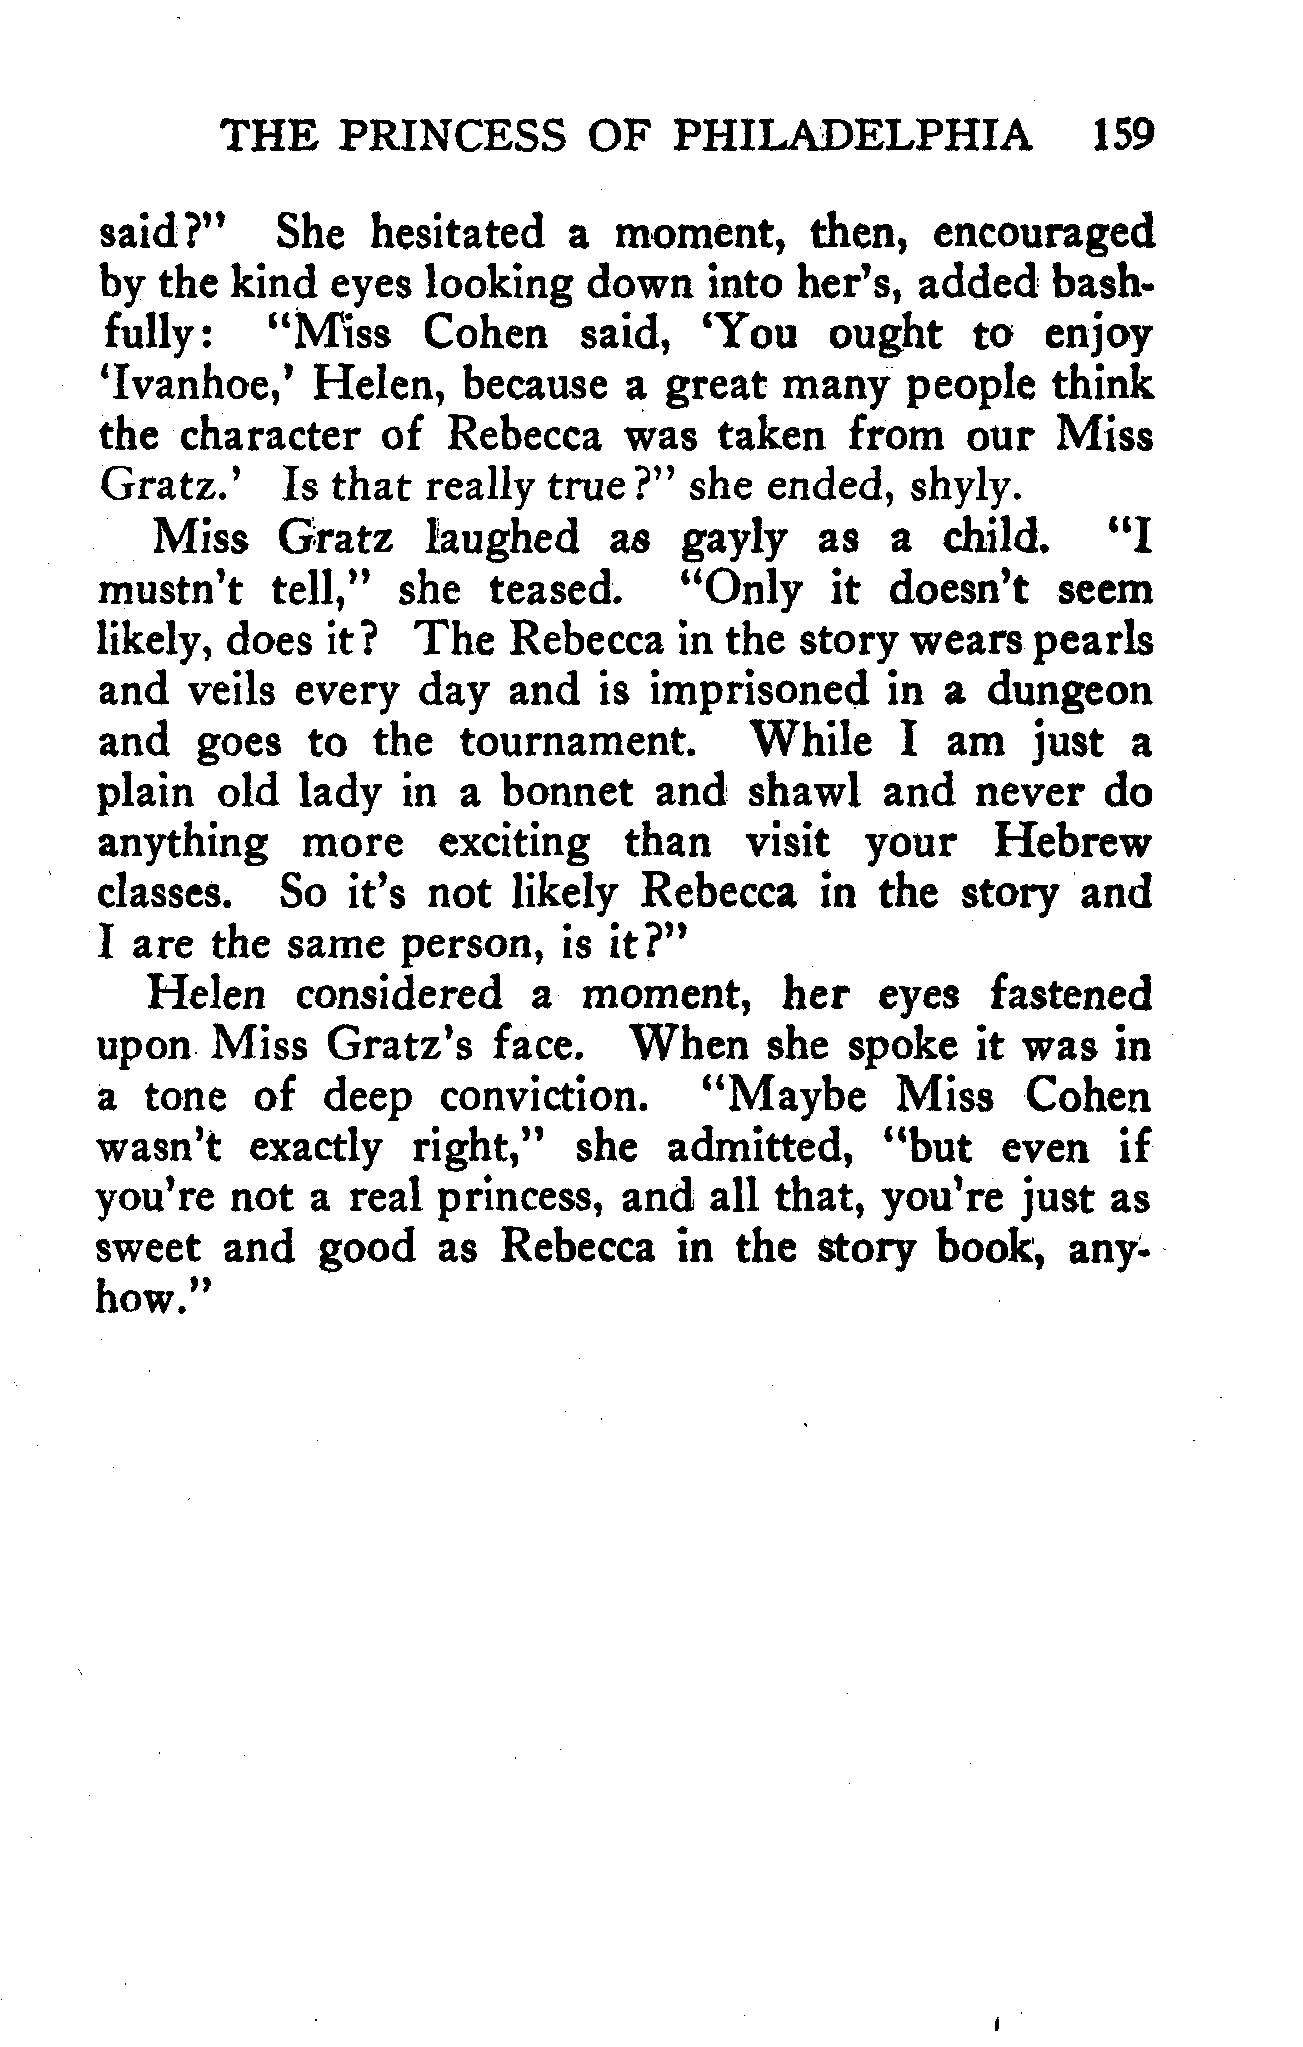 THE PRINCESS OF PHILADELPHIA 159
said?" She hesitated a moment, then, encouraged
by the kind eyes looking down into her's, added bash-
fully: "Miss Cohen said, 'You ought to enjoy
'Ivanhoe,' Helen, because a great many people think
the character of Rebecca was taken from our Miss
Gratz.' Is that really true?" she ended, shyly.
Miss Gratz laughed as gayly as a child. "I
mustn't tell," she teased. "Only it doesn't seem
likely, does it? The Rebecca in the story wears pearls
and veils every day and is imprisoned in a dungeon
and goes to the tournament. While I am just a
plain old lady in a bonnet and shawl and never do
anything more exciting than visit your Hebrew
classes. So it's not likely Rebecca in the story and
I are the same person, is it?"
Helen considered a moment, her eyes fastened
upon Miss Gratz's face. When she spoke it was in
a tone of deep conviction. "Maybe Miss Cohen
wasn't exactly right," she admitted, "but even if
you're not a real princess, and all that, you're just as
sweet and good as Rebecca in the story book, any-
how."